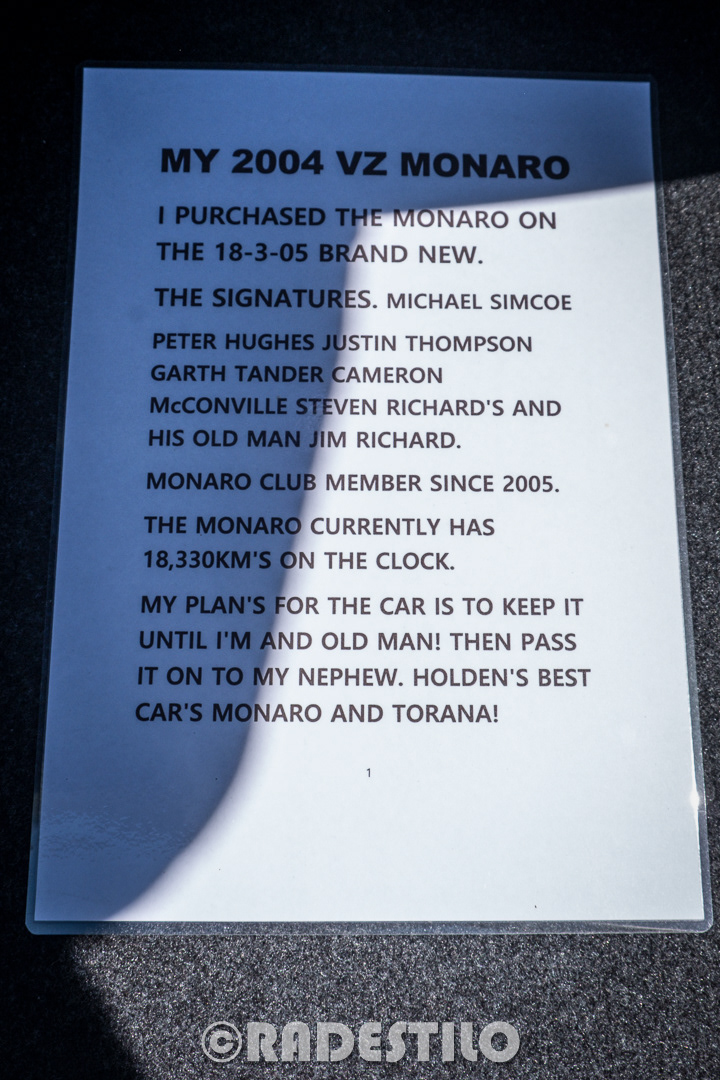 MY 2004 VZ MONARO
I PURCHASED THE MONARO ON
THE 18-3-05 BRAND NEW.
THE SIGNATURES. MICHAEL SIMCOE
PETER HUGHES JUSTIN THOMPSON
GARTH TANDER CAMERON
McCONVILLE STEVEN RICHARD'S AND
HIS OLD MAN JIM RICHARD.
MONARO CLUB MEMBER SINCE 2005.
THE MONARO CURRENTLY HAS
18,330KM'S ON THE CLOCK.
MY PLAN'S FOR THE CAR IS TO KEEP IT
UNTIL I'M AND OLD MAN! THEN PASS
IT ON TO MY NEPHEW. HOLDEN'S BEST
CAR'S MONARO AND TORANA!
1
©RADESTILO